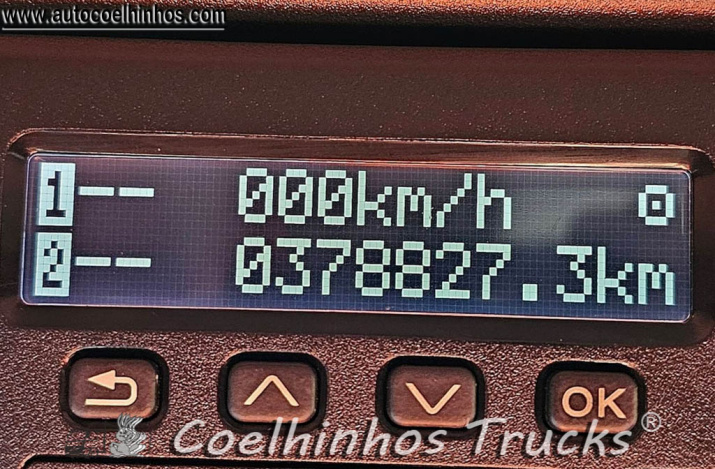 www.autocoelhinhos.com
1-- 000km/h
2-- 0378827.3km
OK
Coelhinhos Trucks®